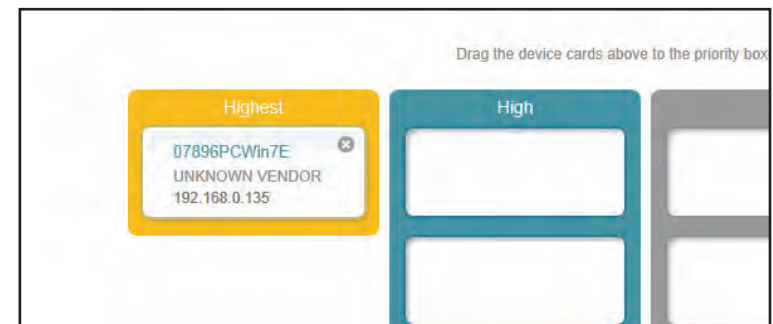 Drag the device cards above to the priority box
Highest
High
07896PCWin7E
UNKNOWN VENDOR
192.168.0.135